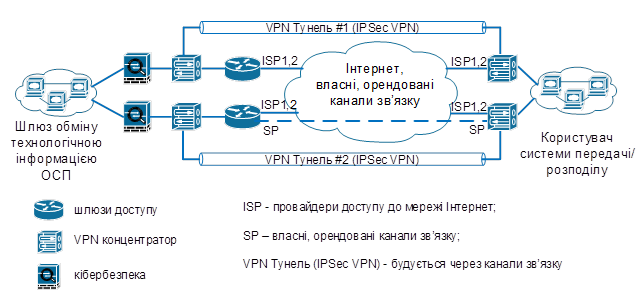 VPN Тунель #1 (IPSec VPN)
ISP1,2
ISP1,2
Інтернет,
власні, орендовані
канали зв’язку
ISP1,2
ISP1,2
SP
SP
Шлюз обміну
технологічною
інформацією
ОСП
Користувач
системи передачі/
розподілу
VPN Тунель #2 (IPSec VPN)
шлюзи доступу
ISP - провайдери доступу до мережі Інтернет;
VPN концентратор
SP – власні, орендовані канали зв’язку;
кібербезпека
VPN Тунель (IPSec VPN) - будується через канали зв’язку